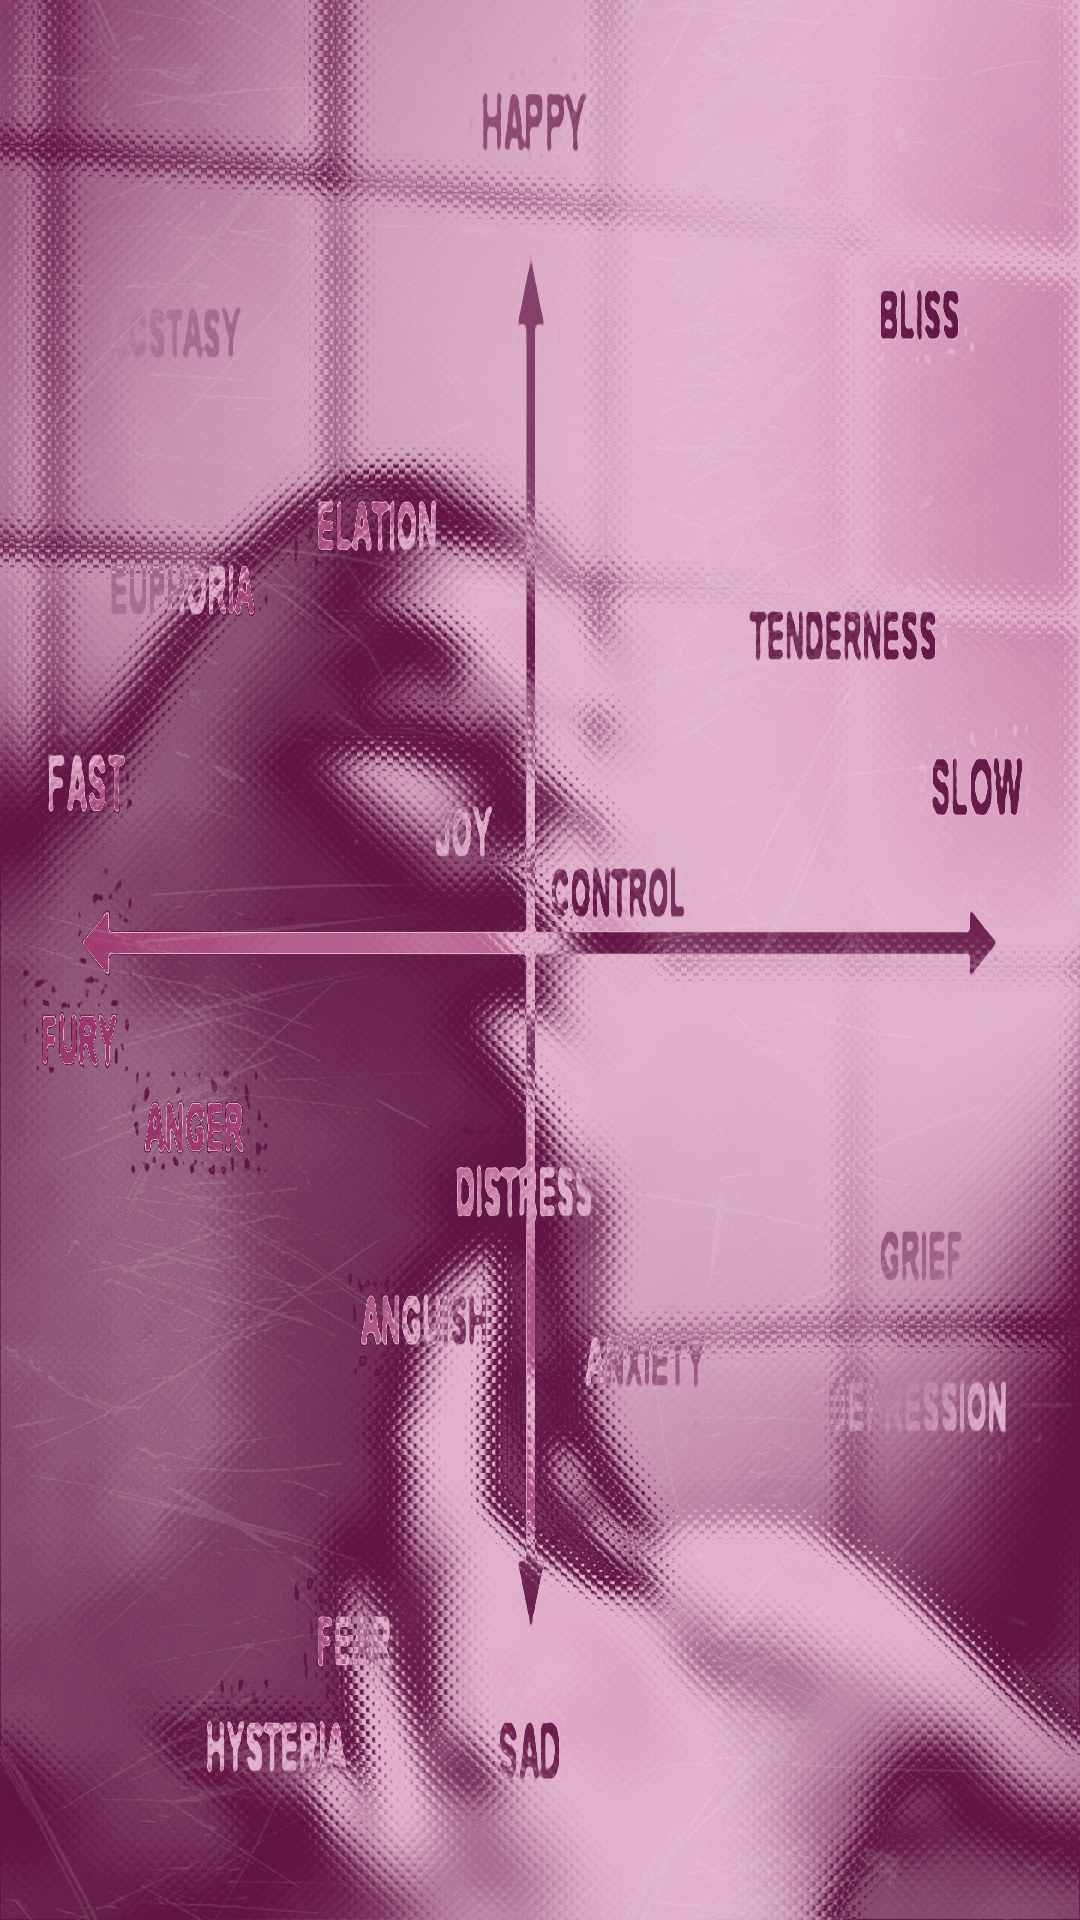 HAPPY
BLISS
ECSTASY
ELATION
EUPHORIA
TENDERNESS
FAST
SLOW
JOY
CONTROL
FURY
ANGER
DISTRESS
GRIEF
ANGUISH
ANXIETY
DEPRESSION
FEAR
HYSTERIA
SAD